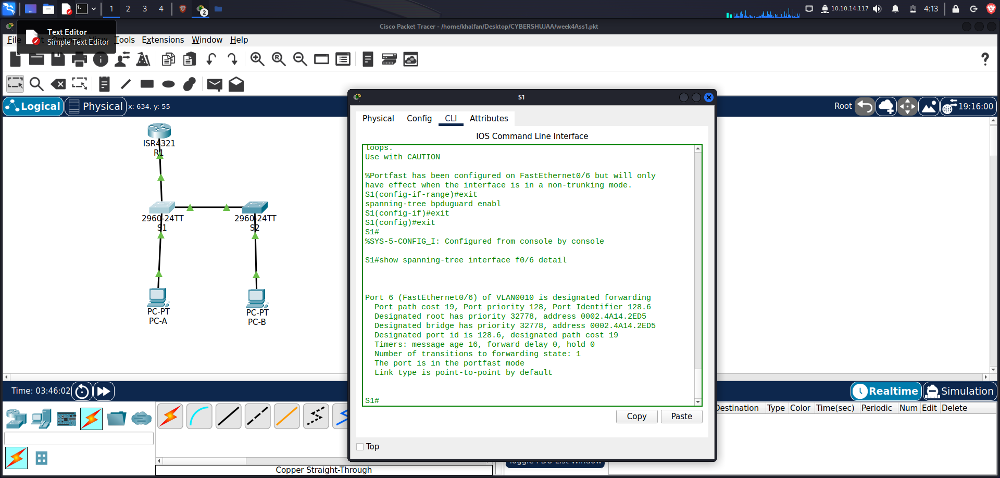 1
2
3
4
2
10.10.14.117
4:13
Cisco Packet Tracer - /home/khalfan/Desktop/CYBERSHUJAA/week4Ass1.pkt
Text Editor
Simple Text Editor
File
Tools
Extensions
Window
Help
Logical
Physical
x: 634, y: 55
Root
19:16:00
ISR4321
R1
2960-24TT
S1
2960-24TT
S2
PC-PT
PC-A
PC-PT
PC-B
S1
Physical
Config
CLI
Attributes
IOS Command Line Interface
loops.
Use with CAUTION
%Portfast has been configured on FastEthernet0/6 but will only
have effect when the interface is in a non-trunking mode.
S1(config-if-range)#exit
spanning-tree bpduguard enabl
S1(config-if)#exit
S1(config)#exit
S1#
%SYS-5-CONFIG_I: Configured from console by console
S1#show spanning-tree interface f0/6 detail
Port 6 (FastEthernet0/6) of VLAN0010 is designated forwarding
Port path cost 19, Port priority 128, Port Identifier 128.6
Designated root has priority 32778, address 0002.4A14.2ED5
Designated bridge has priority 32778, address 0002.4A14.2ED5
Designated port id is 128.6, designated path cost 19
Timers: message age 16, forward delay 0, hold 0
Number of transitions to forwarding state: 1
The port is in the portfast mode
Link type is point-to-point by default
S1#
Copy
Paste
Top
Time: 03:46:02
Realtime
Simulation
Destination
Type
Color
Time(sec)
Periodic
Num
Edit
Delete
Toggle PDU List Window
Copper Straight-Through